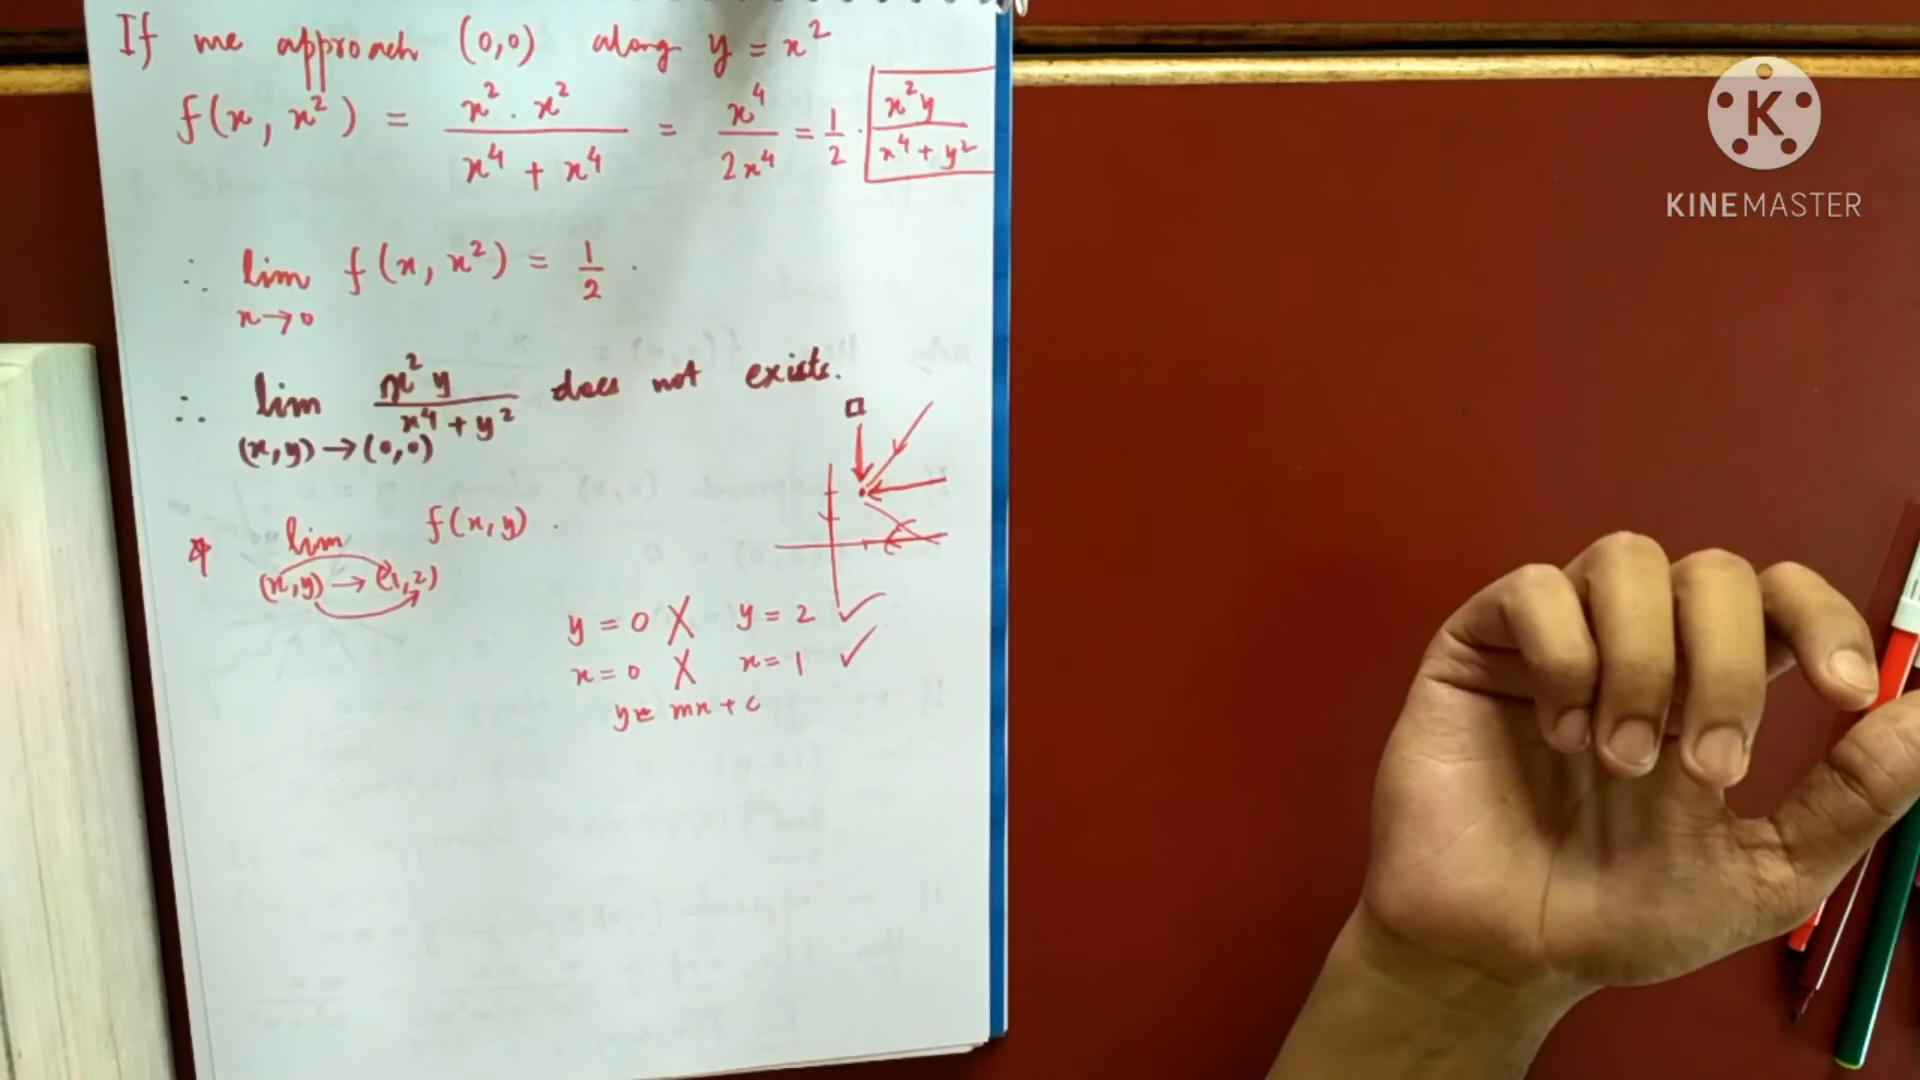 If we approach (0,0) along y = x²
f(x, x²) = x² . x² / x⁴ + x⁴ = x⁴ / 2x⁴ = 1/2 . x²y / x⁴ + y²
∴ lim x→0 f(x, x²) = 1/2 .
∴ lim (x,y)→(0,0) x²y / x⁴ + y² does not exists.
lim (x,y)→(1,2) f(x,y) .
y = 0 X y = 2 ✓
x = 0 X x = 1 ✓
y = mx + c
K
KINEMASTER